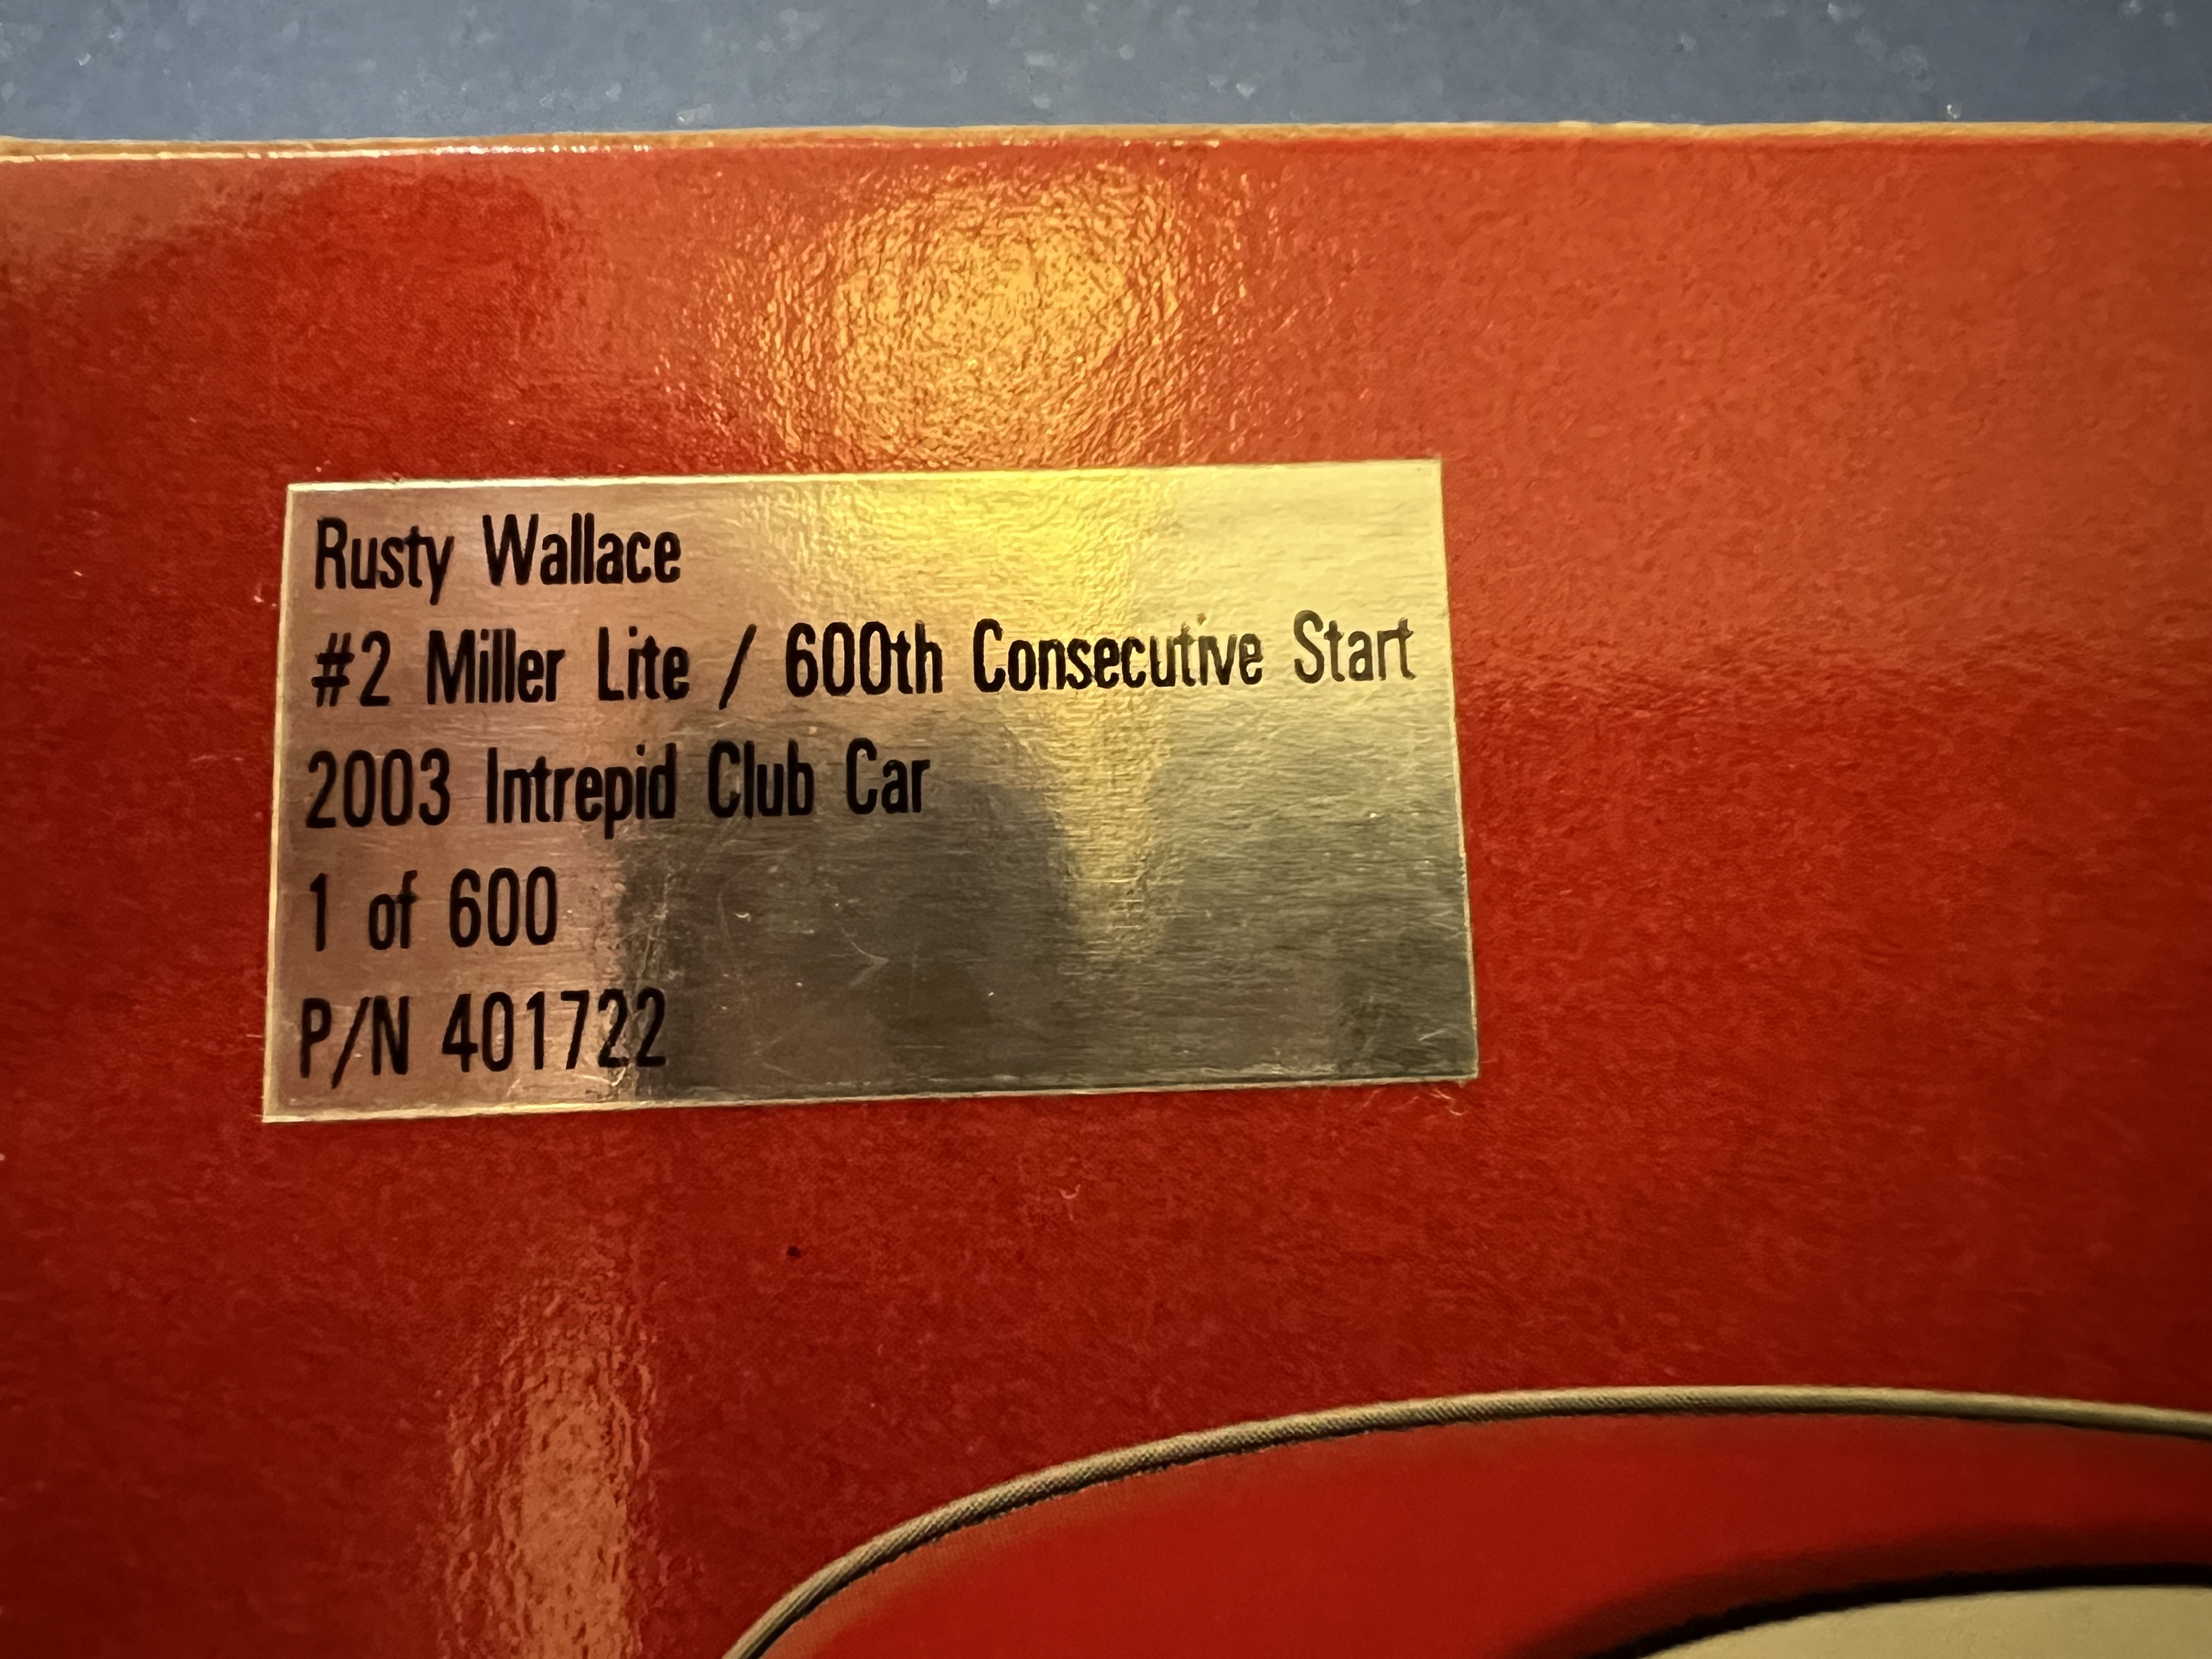 Rusty Wallace
#2 Miller Lite / 600th Consecutive Start
2003 Intrepid Club Car
1 of 600
P/N 401722